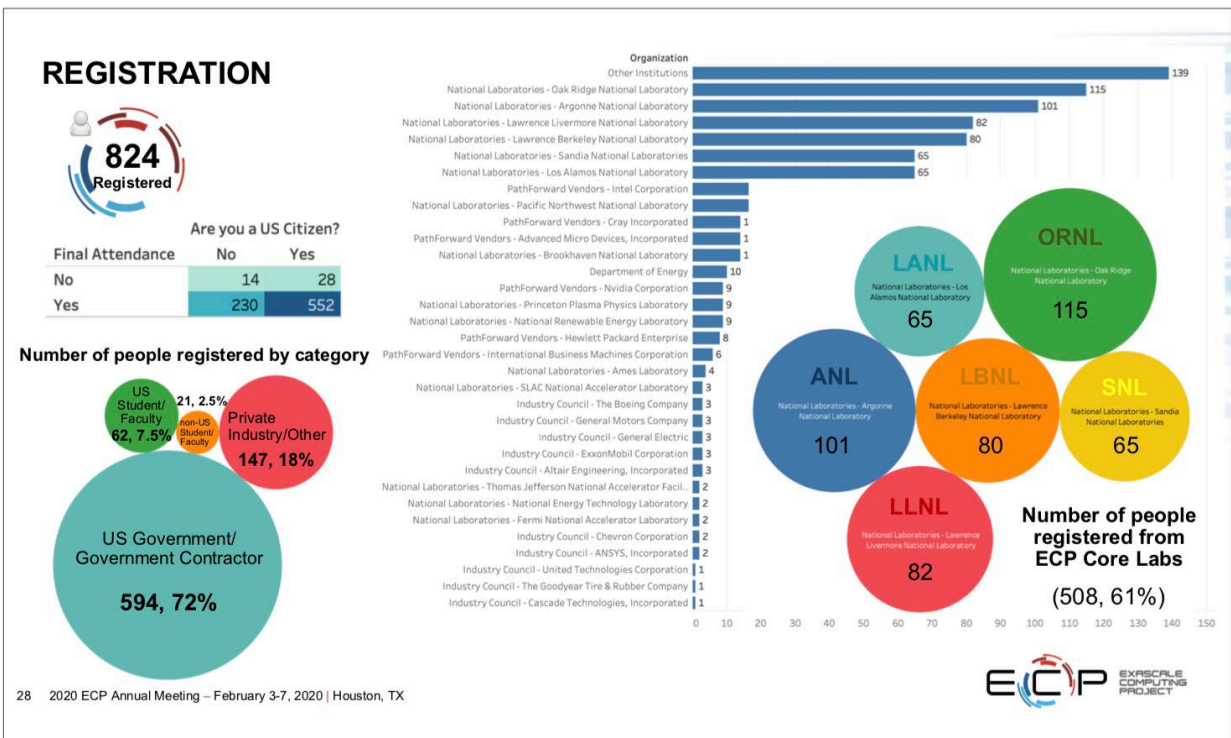 REGISTRATION
824
Registered
Are you a US Citizen?
Final Attendance No Yes
No 14 28
Yes 230 552
Number of people registered by category
US
Student/
Faculty
62, 7.5%
21, 2.5%
non-US
Student/
Faculty
Private
Industry/Other
147, 18%
US Government/
Government Contractor
594, 72%
Organization
Other Institutions 139
National Laboratories - Oak Ridge National Laboratory 115
National Laboratories - Argonne National Laboratory 101
National Laboratories - Lawrence Livermore National Laboratory 82
National Laboratories - Lawrence Berkeley National Laboratory 80
National Laboratories - Sandia National Laboratories 65
National Laboratories - Los Alamos National Laboratory 65
PathForward Vendors - Intel Corporation
National Laboratories - Pacific Northwest National Laboratory
PathForward Vendors - Cray Incorporated 1
PathForward Vendors - Advanced Micro Devices, Incorporated 1
National Laboratories - Brookhaven National Laboratory 1
Department of Energy 10
PathForward Vendors - Nvidia Corporation 9
National Laboratories - Princeton Plasma Physics Laboratory 9
National Laboratories - National Renewable Energy Laboratory 9
PathForward Vendors - Hewlett Packard Enterprise 8
PathForward Vendors - International Business Machines Corporation 6
National Laboratories - Ames Laboratory 4
National Laboratories - SLAC National Accelerator Laboratory 3
Industry Council - The Boeing Company 3
Industry Council - General Motors Company 3
Industry Council - General Electric 3
Industry Council - ExxonMobil Corporation 3
Industry Council - Altair Engineering, Incorporated 3
National Laboratories - Thomas Jefferson National Accelerator Facil.. 2
National Laboratories - National Energy Technology Laboratory 2
National Laboratories - Fermi National Accelerator Laboratory 2
Industry Council - Chevron Corporation 2
Industry Council - ANSYS, Incorporated 2
Industry Council - United Technologies Corporation 1
Industry Council - The Goodyear Tire & Rubber Company 1
Industry Council - Cascade Technologies, Incorporated 1
0 10 20 30 40 50 60 70 80 90 100 110 120 130 140 150
LANL
National Laboratories - Los
Alamos National Laboratory
65
ORNL
National Laboratories - Oak Ridge
National Laboratory
115
ANL
National Laboratories - Argonne
National Laboratory
101
LBNL
National Laboratories - Lawrence
Berkeley National Laboratory
80
SNL
National Laboratories - Sandia
National Laboratories
65
LLNL
National Laboratories - Lawrence
Livermore National Laboratory
82
Number of people
registered from
ECP Core Labs
(508, 61%)
28 2020 ECP Annual Meeting – February 3-7, 2020 | Houston, TX
ECP
EXASCALE
COMPUTING
PROJECT